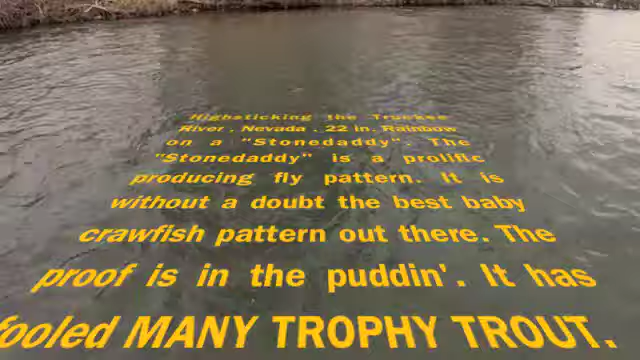 Highsticking the Truckee
River . Nevada . 22 in. Rainbow
on a "Stonedaddy". The
"Stonedaddy" is a prolific
producing fly pattern. It is
without a doubt the best baby
crawfish pattern out there. The
proof is in the puddin'. It has
fooled MANY TROPHY TROUT.